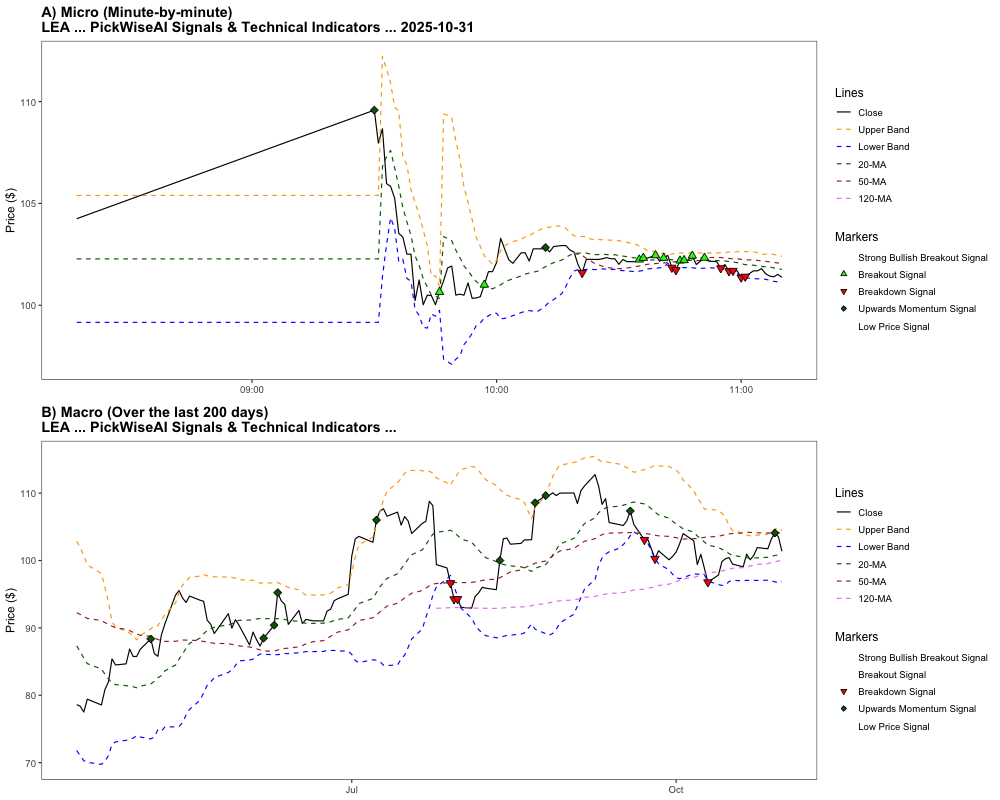 A) Micro (Minute-by-minute)
LEA ... PickWiseAI Signals & Technical Indicators ... 2025-10-31
Price ($)
110
105
100
09:00
10:00
11:00
Lines
Close
Upper Band
Lower Band
20-MA
50-MA
120-MA
Markers
Strong Bullish Breakout Signal
Breakout Signal
Breakdown Signal
Upwards Momentum Signal
Low Price Signal
B) Macro (Over the last 200 days)
LEA ... PickWiseAI Signals & Technical Indicators ...
Price ($)
110
100
90
80
70
Jul
Oct
Lines
Close
Upper Band
Lower Band
20-MA
50-MA
120-MA
Markers
Strong Bullish Breakout Signal
Breakout Signal
Breakdown Signal
Upwards Momentum Signal
Low Price Signal